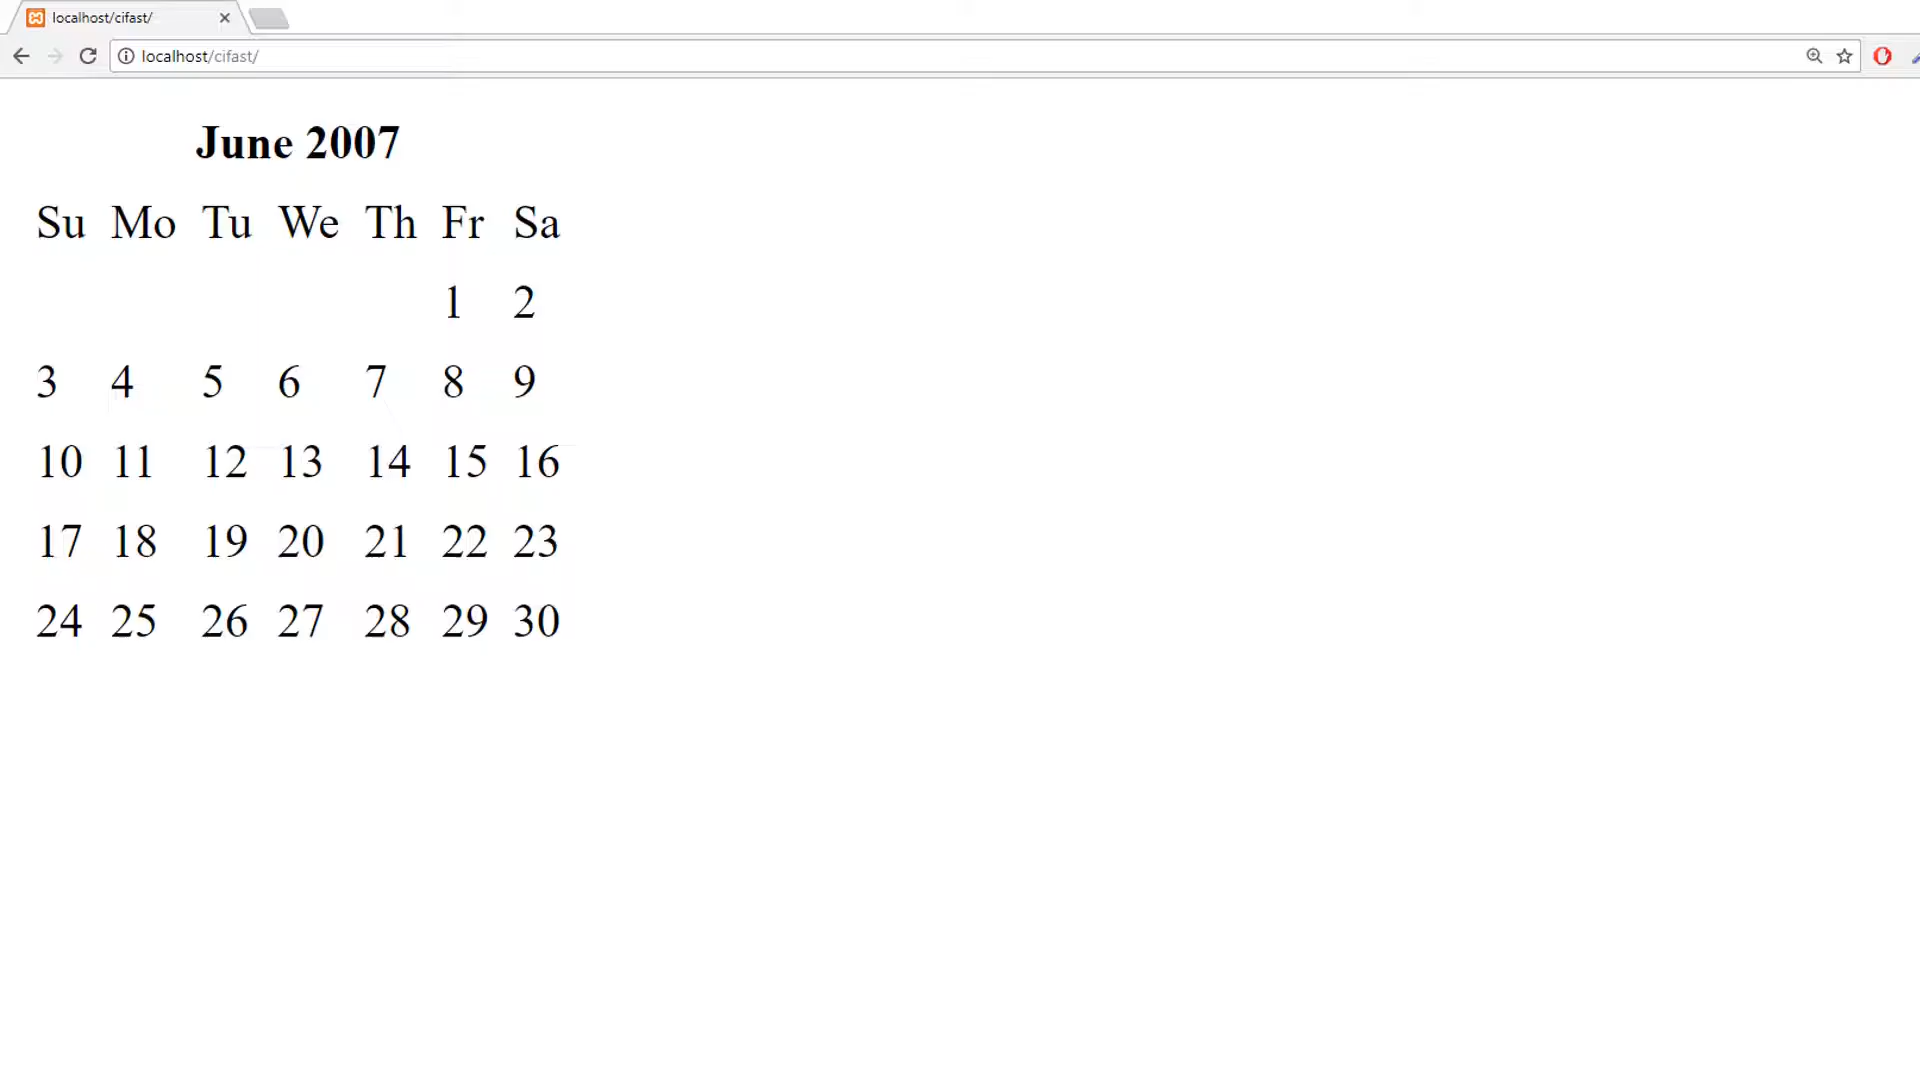 localhost/cifast/
localhost/cifast/
June 2007
Su Mo Tu We Th Fr Sa
1 2
3 4 5 6 7 8 9
10 11 12 13 14 15 16
17 18 19 20 21 22 23
24 25 26 27 28 29 30